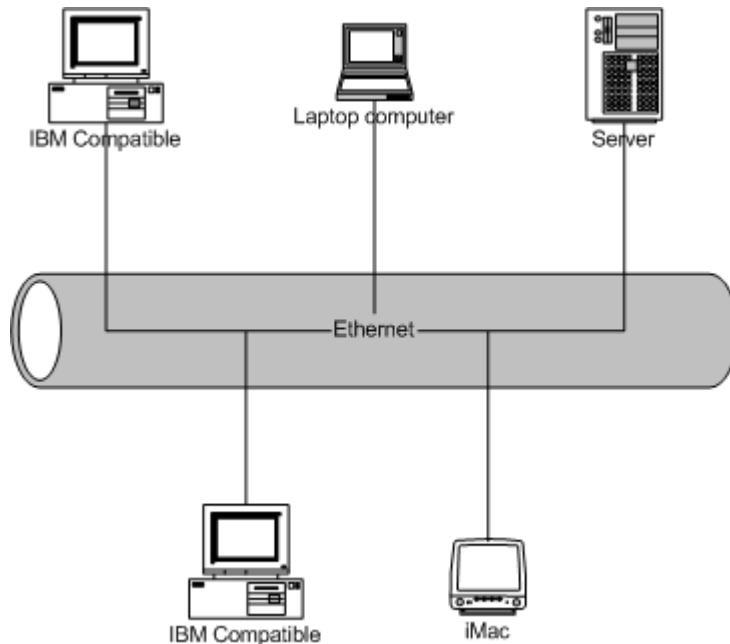 IBM Compatible
Laptop computer
Server
Ethernet
IBM Compatible
iMac